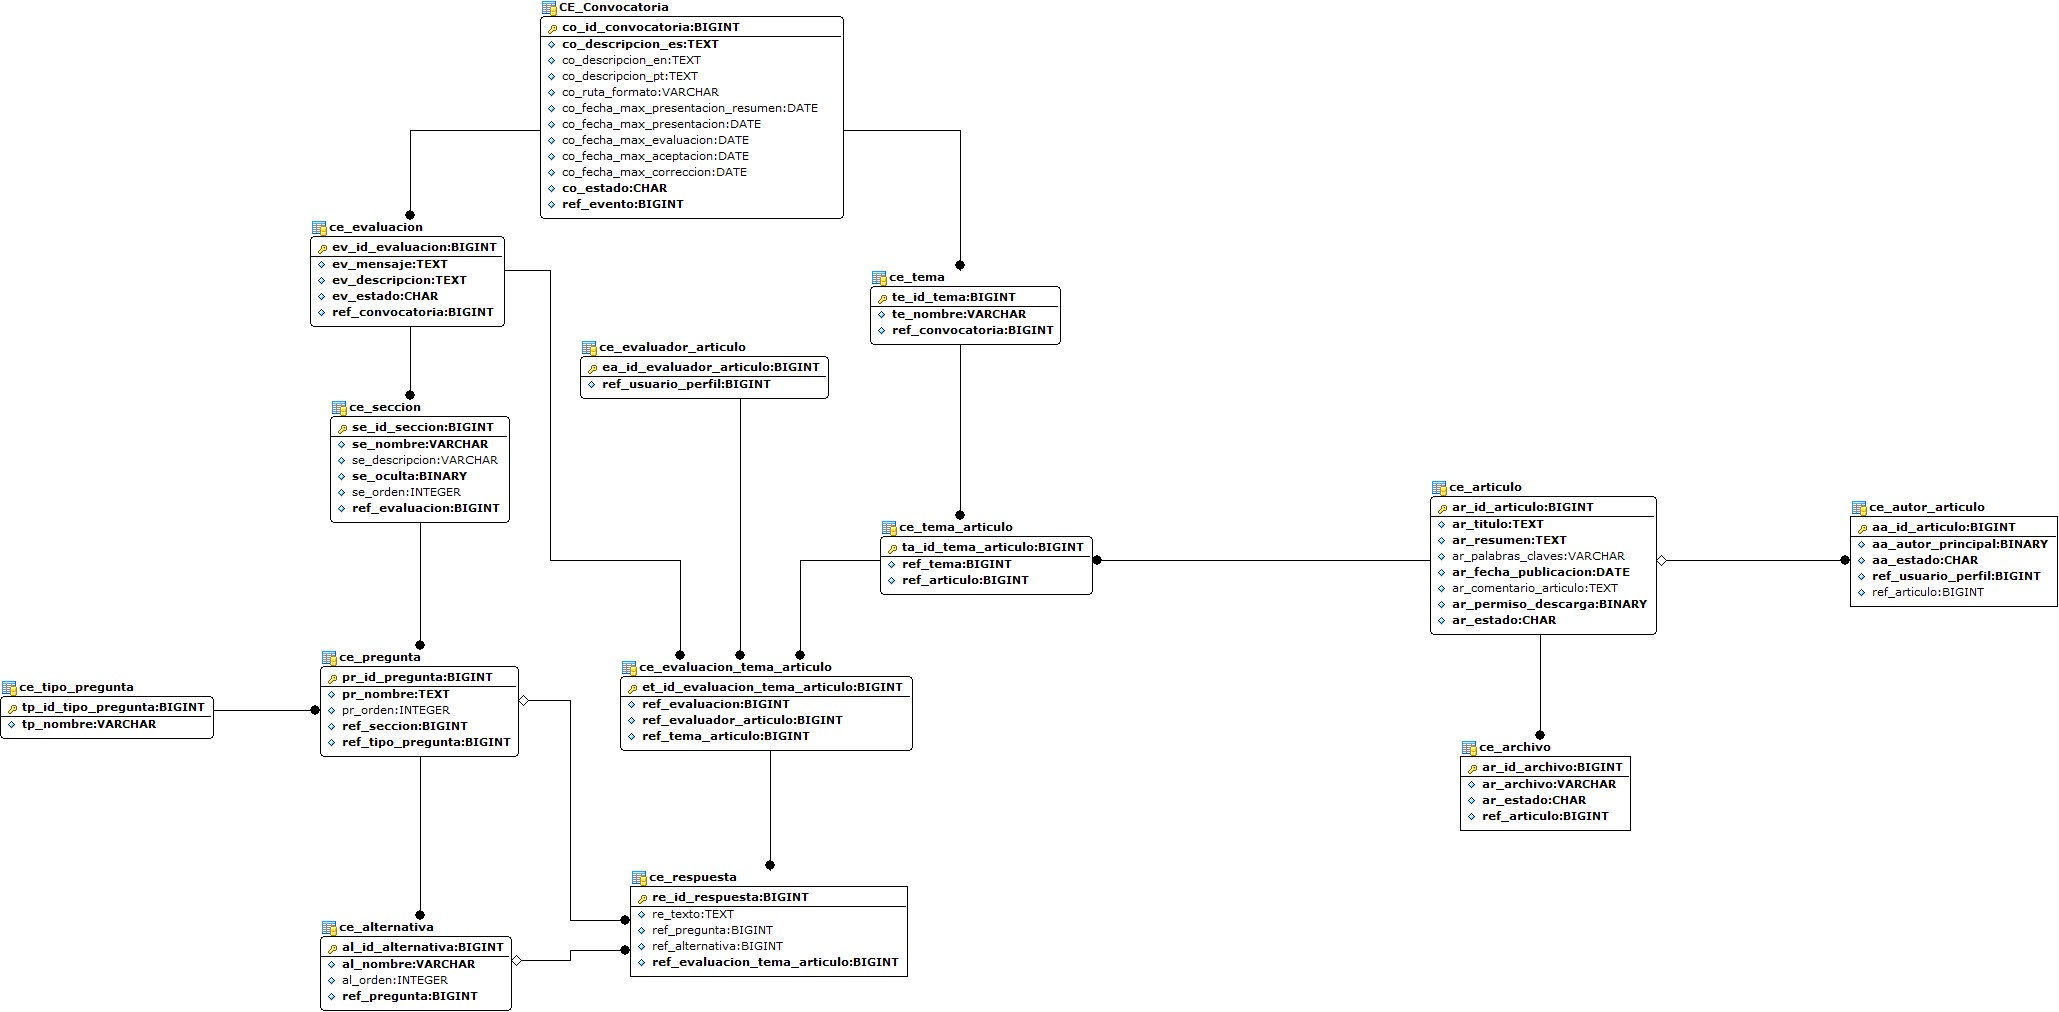 CE_Convocatoria
co_id_convocatoria:BIGINT
co_descripcion_es:TEXT
co_descripcion_en:TEXT
co_descripcion_pt:TEXT
co_ruta_formato:VARCHAR
co_fecha_max_presentacion_resumen:DATE
co_fecha_max_presentacion:DATE
co_fecha_max_evaluacion:DATE
co_fecha_max_aceptacion:DATE
co_fecha_max_correccion:DATE
co_estado:CHAR
ref_evento:BIGINT
ce_evaluacion
ev_id_evaluacion:BIGINT
ev_mensaje:TEXT
ev_descripcion:TEXT
ev_estado:CHAR
ref_convocatoria:BIGINT
ce_tema
te_id_tema:BIGINT
te_nombre:VARCHAR
ref_convocatoria:BIGINT
ce_evaluador_articulo
ea_id_evaluador_articulo:BIGINT
ref_usuario_perfil:BIGINT
ce_seccion
se_id_seccion:BIGINT
se_nombre:VARCHAR
se_descripcion:VARCHAR
se_oculta:BINARY
se_orden:INTEGER
ref_evaluacion:BIGINT
ce_tema_articulo
ta_id_tema_articulo:BIGINT
ref_tema:BIGINT
ref_articulo:BIGINT
ce_articulo
ar_id_articulo:BIGINT
ar_titulo:TEXT
ar_resumen:TEXT
ar_palabras_claves:VARCHAR
ar_fecha_publicacion:DATE
ar_comentario_articulo:TEXT
ar_permiso_descarga:BINARY
ar_estado:CHAR
ce_autor_articulo
aa_id_articulo:BIGINT
aa_autor_principal:BINARY
aa_estado:CHAR
ref_usuario_perfil:BIGINT
ref_articulo:BIGINT
ce_tipo_pregunta
tp_id_tipo_pregunta:BIGINT
tp_nombre:VARCHAR
ce_pregunta
pr_id_pregunta:BIGINT
pr_nombre:TEXT
pr_orden:INTEGER
ref_seccion:BIGINT
ref_tipo_pregunta:BIGINT
ce_evaluacion_tema_articulo
et_id_evaluacion_tema_articulo:BIGINT
ref_evaluacion:BIGINT
ref_evaluador_articulo:BIGINT
ref_tema_articulo:BIGINT
ce_archivo
ar_id_archivo:BIGINT
ar_archivo:VARCHAR
ar_estado:CHAR
ref_articulo:BIGINT
ce_alternativa
al_id_alternativa:BIGINT
al_nombre:VARCHAR
al_orden:INTEGER
ref_pregunta:BIGINT
ce_respuesta
re_id_respuesta:BIGINT
re_texto:TEXT
ref_pregunta:BIGINT
ref_alternativa:BIGINT
ref_evaluacion_tema_articulo:BIGINT